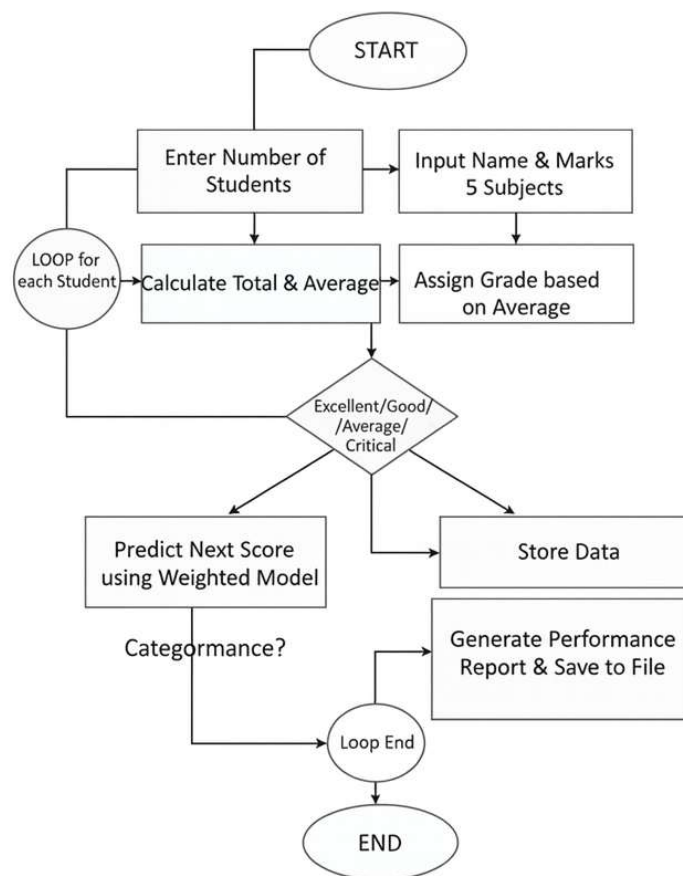 START
Enter Number of
Students
Input Name & Marks
5 Subjects
LOOP for
each Student
Calculate Total & Average
Assign Grade based
on Average
Excellent/Good/
/Average/
Critical
Predict Next Score
using Weighted Model
Store Data
Categormance?
Generate Performance
Report & Save to File
Loop End
END